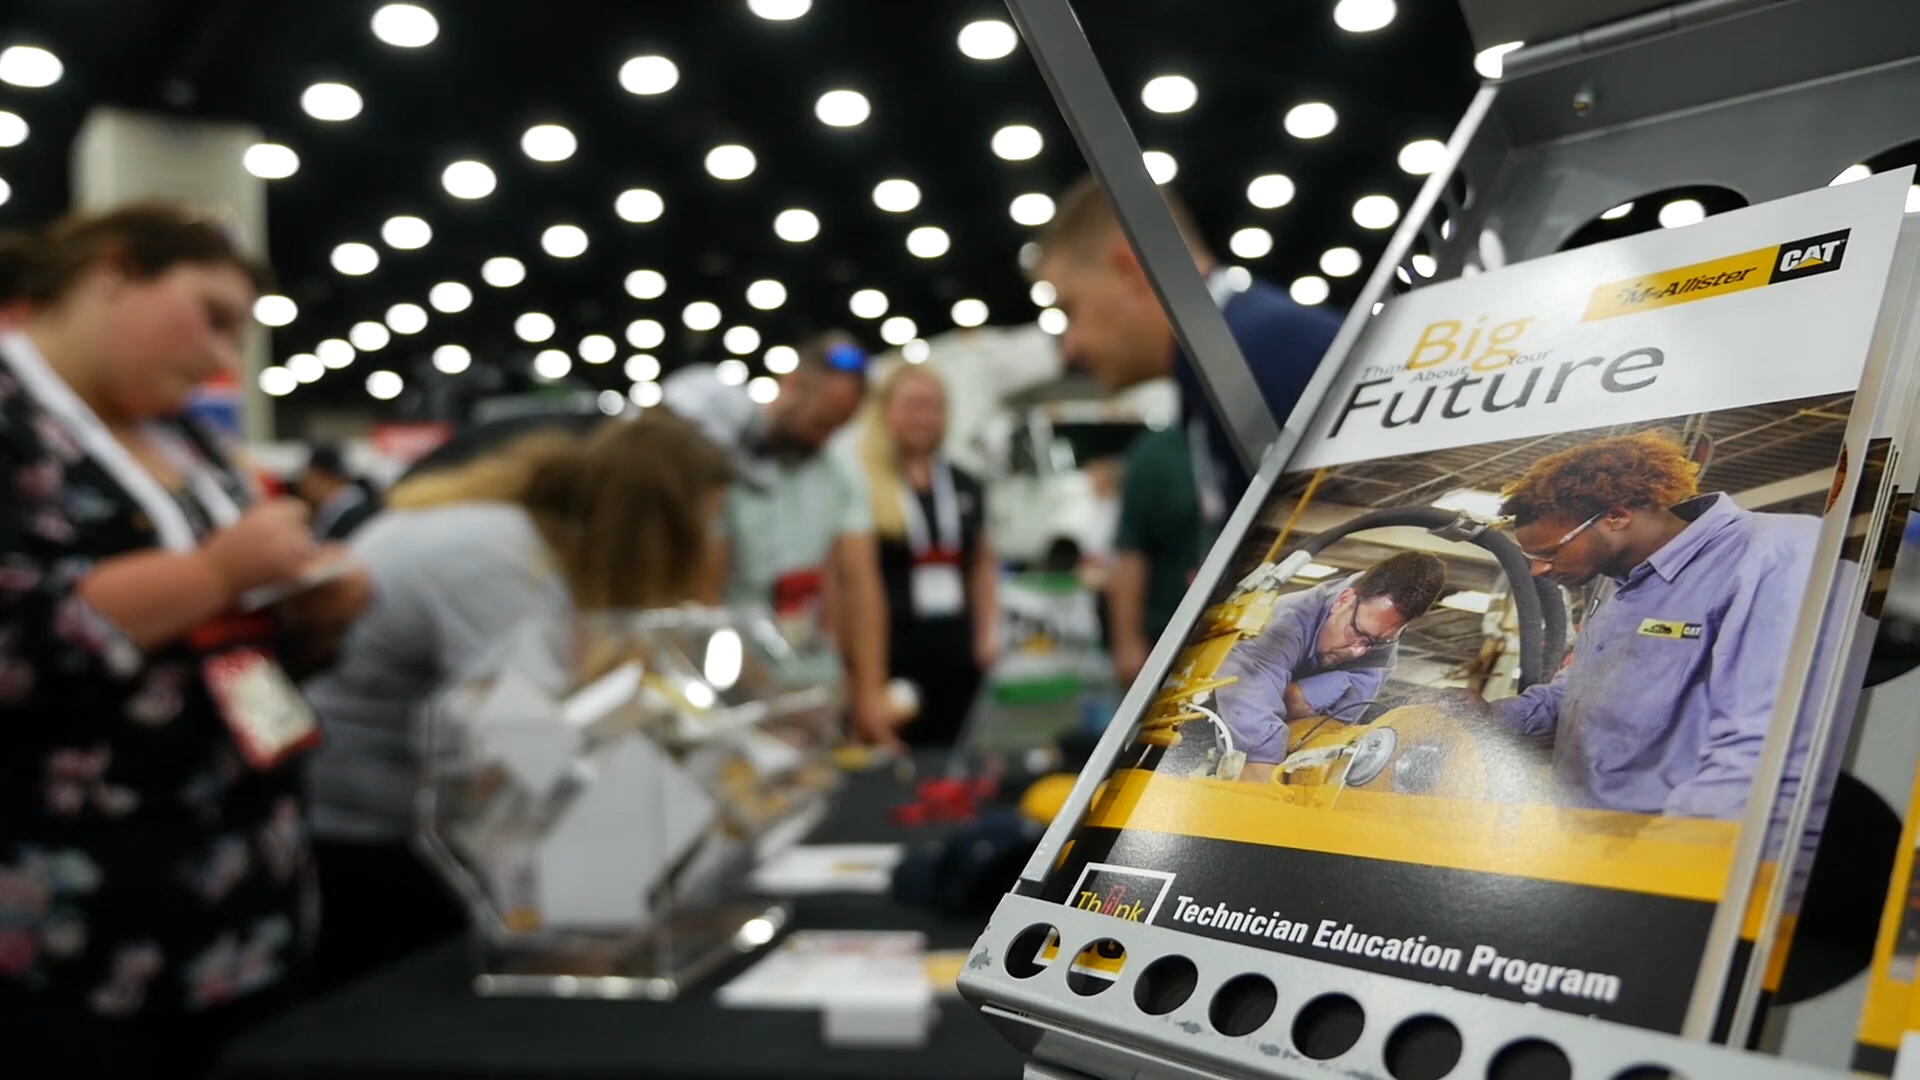 McAllister CAT
Think Big
About Your
Future
CAT
Think
Technician Education Program